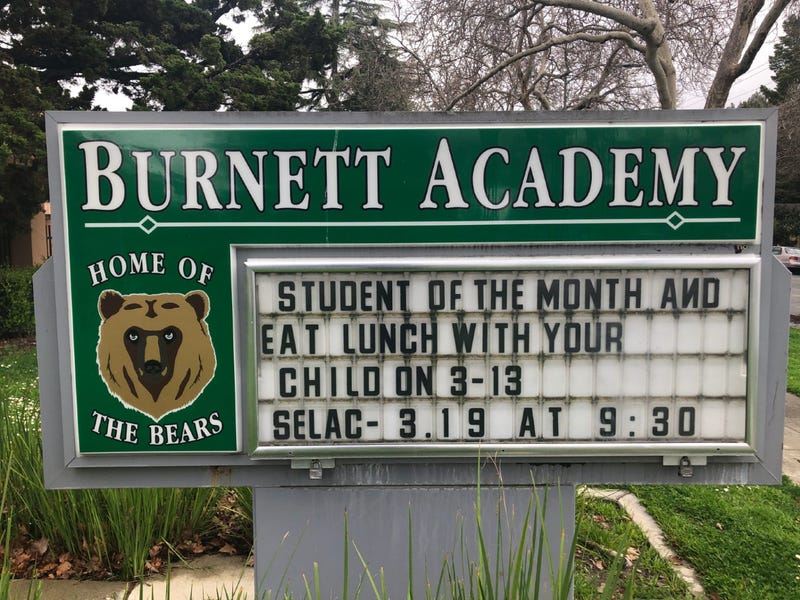 BURNETT ACADEMY
HOME OF
THE BEARS
STUDENT OF THE MONTH AND
EAT LUNCH WITH YOUR
CHILD ON 3-13
SELAC- 3.19 AT 9:30